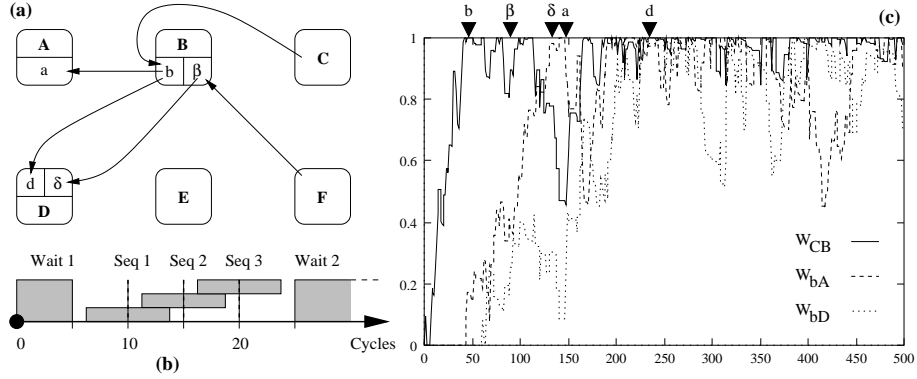 (a)
A
B
C
a
b
β
d
δ
D
E
F
Wait 1
Seq 1
Seq 2
Seq 3
Wait 2
0
10
20
Cycles
(b)
b
β
δ
a
d
(c)
1
0.8
0.6
0.4
0.2
0
W_CB
W_bA
W_bD
0
50
100
150
200
250
300
350
400
450
500